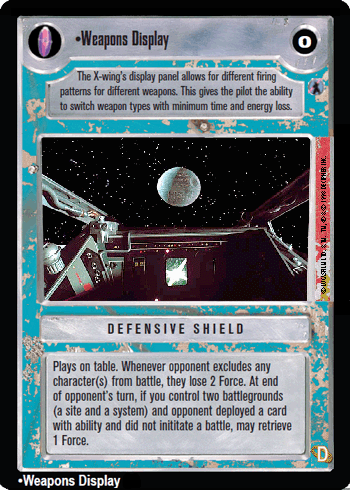 •Weapons Display
0
The X-wing's display panel allows for different firing
patterns for different weapons. This gives the pilot the ability
to switch weapon types with minimum time and energy loss.
DEFENSIVE SHIELD
Plays on table. Whenever opponent excludes any
character(s) from battle, they lose 2 Force. At end
of opponent's turn, if you control two battlegrounds
(a site and a system) and opponent deployed a card
with ability and did not inititate a battle, may retrieve
1 Force.
D
•Weapons Display